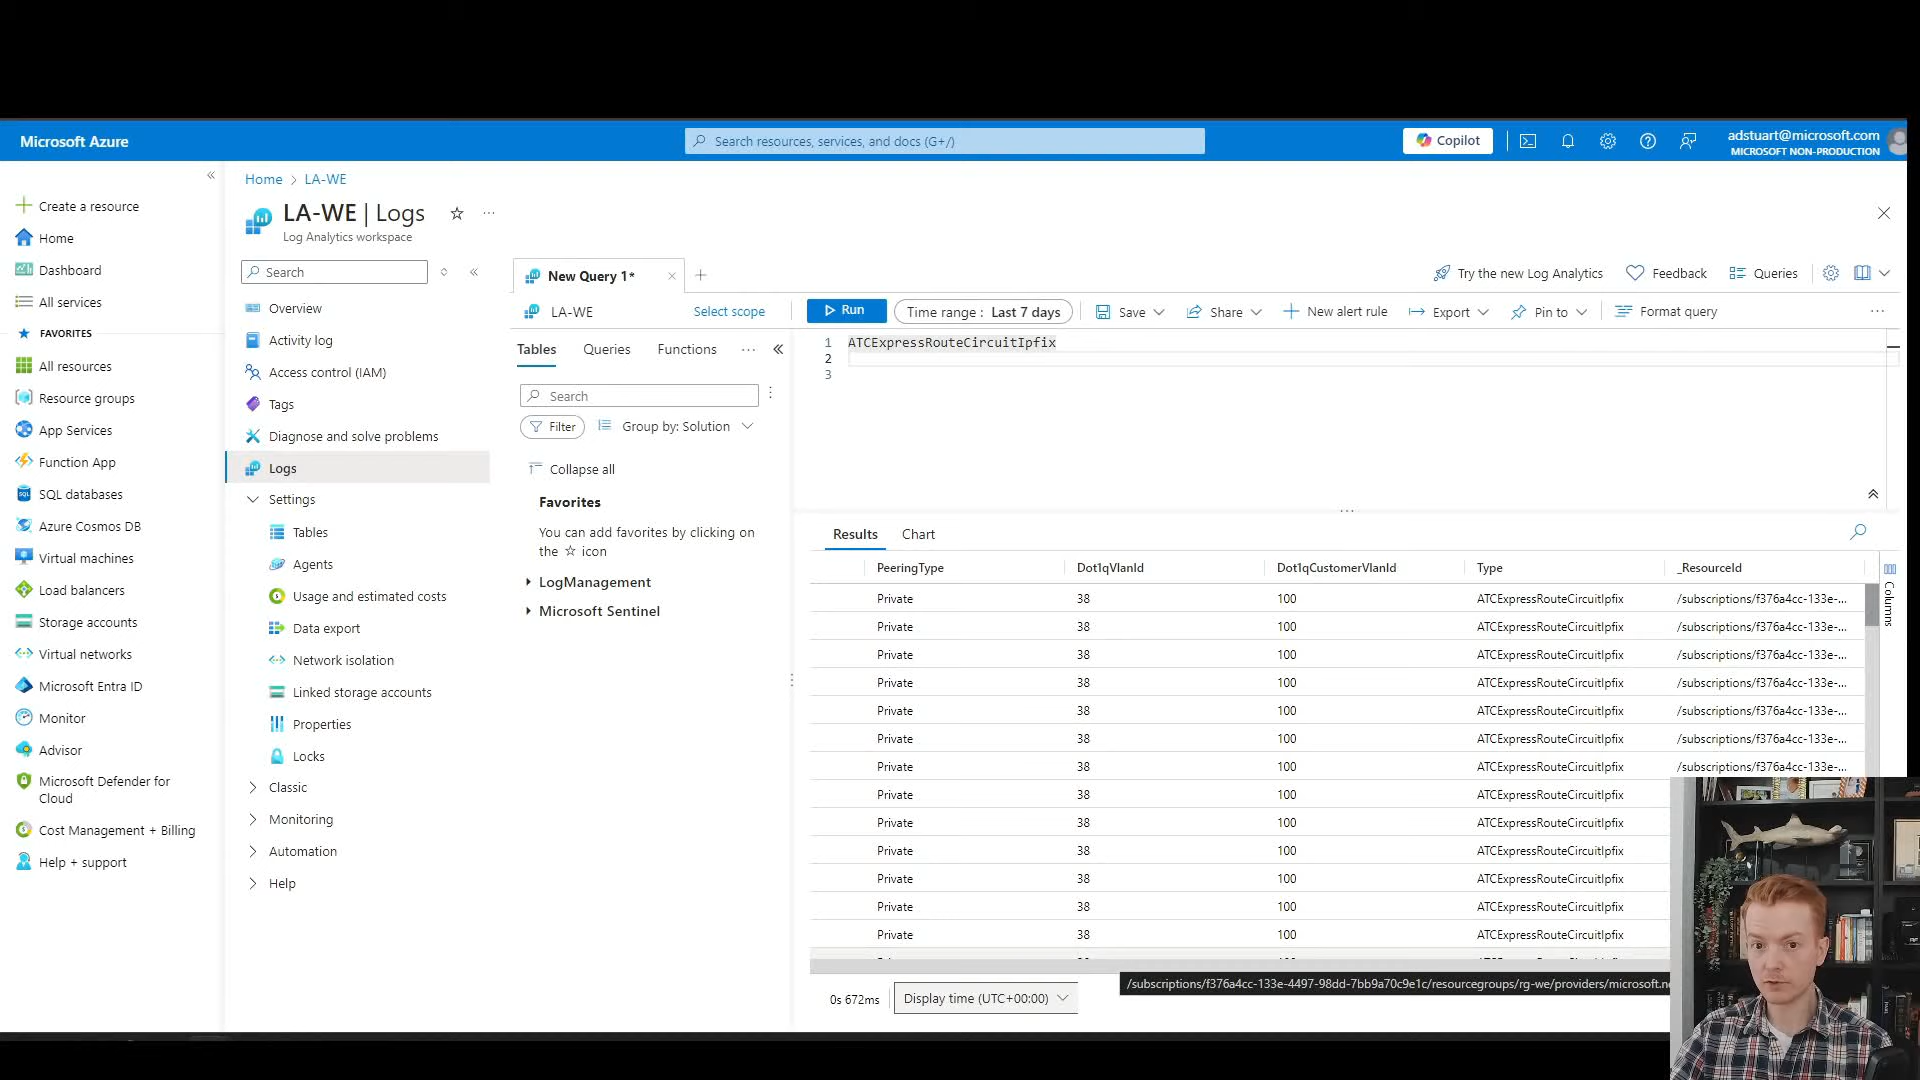 Microsoft Azure
Search resources, services, and docs (G+/)
Copilot
adstuart@microsoft.com
MICROSOFT NON-PRODUCTION
Create a resource
Home
Dashboard
All services
FAVORITES
All resources
Resource groups
App Services
Function App
SQL databases
Azure Cosmos DB
Virtual machines
Load balancers
Storage accounts
Virtual networks
Microsoft Entra ID
Monitor
Advisor
Microsoft Defender for
Cloud
Cost Management + Billing
Help + support
Home > LA-WE
LA-WE | Logs
Log Analytics workspace
Search
Overview
Activity log
Access control (IAM)
Tags
Diagnose and solve problems
Logs
Settings
Tables
Agents
Usage and estimated costs
Data export
Network isolation
Linked storage accounts
Properties
Locks
Classic
Monitoring
Automation
Help
New Query 1*
Try the new Log Analytics
Feedback
Queries
LA-WE
Select scope
Run
Time range : Last 7 days
Save
Share
New alert rule
Export
Pin to
Format query
Tables Queries Functions
Search
Filter
Group by: Solution
Collapse all
Favorites
You can add favorites by clicking on
the ☆ icon
LogManagement
Microsoft Sentinel
1 ATCExpressRouteCircuitIpfix
2
3
Results Chart
PeeringType Dot1qVlanId Dot1qCustomerVlanId Type _ResourceId
Private 38 100 ATCExpressRouteCircuitIpfix /subscriptions/f376a4cc-133e-...
Private 38 100 ATCExpressRouteCircuitIpfix /subscriptions/f376a4cc-133e-...
Private 38 100 ATCExpressRouteCircuitIpfix /subscriptions/f376a4cc-133e-...
Private 38 100 ATCExpressRouteCircuitIpfix /subscriptions/f376a4cc-133e-...
Private 38 100 ATCExpressRouteCircuitIpfix /subscriptions/f376a4cc-133e-...
Private 38 100 ATCExpressRouteCircuitIpfix /subscriptions/f376a4cc-133e-...
Private 38 100 ATCExpressRouteCircuitIpfix /subscriptions/f376a4cc-133e-...
Private 38 100 ATCExpressRouteCircuitIpfix
Private 38 100 ATCExpressRouteCircuitIpfix
Private 38 100 ATCExpressRouteCircuitIpfix
Private 38 100 ATCExpressRouteCircuitIpfix
Private 38 100 ATCExpressRouteCircuitIpfix
Private 38 100 ATCExpressRouteCircuitIpfix
Columns
0s 672ms
Display time (UTC+00:00)
/subscriptions/f376a4cc-133e-4497-98dd-7bb9a70c9e1c/resourcegroups/rg-we/providers/microsoft.ne